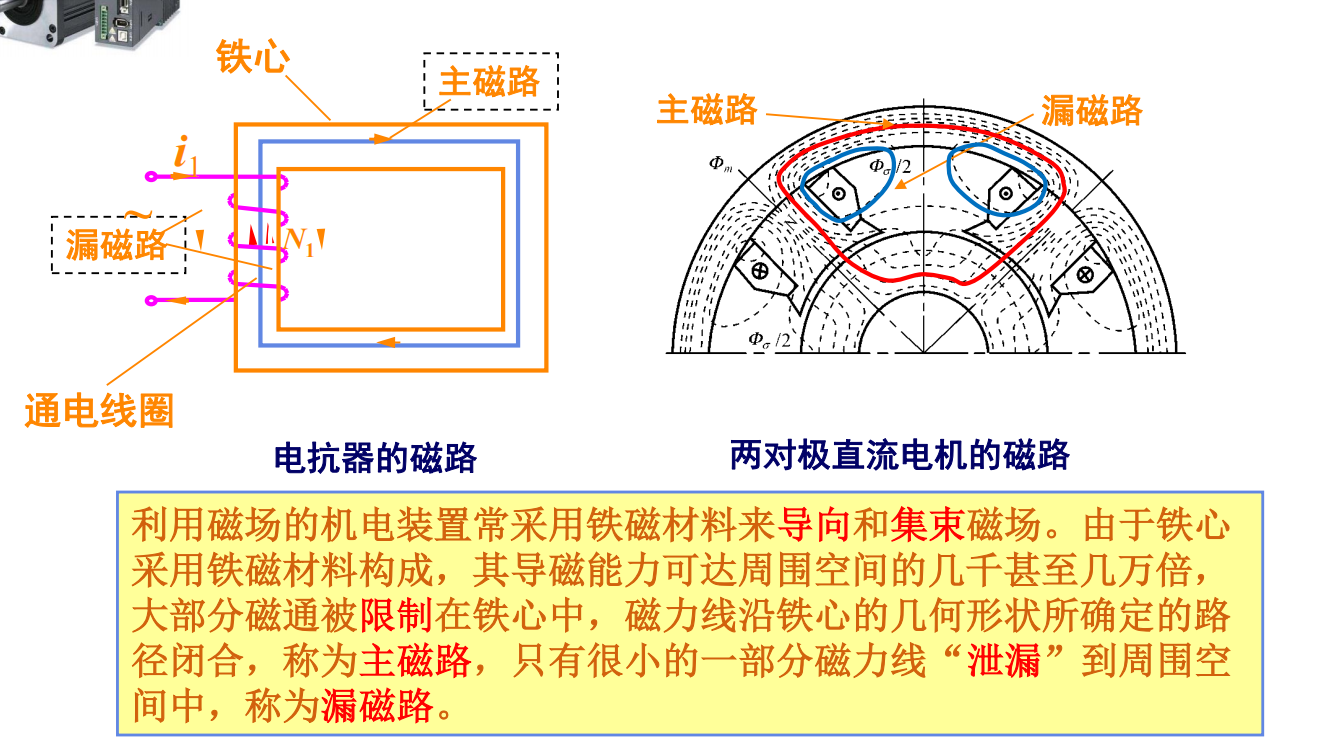 铁心
主磁路
i1
~
漏磁路
N1
通电线圈
电抗器的磁路
主磁路
漏磁路
Φm
Φσ/2
Φσ/2
两对极直流电机的磁路
利用磁场的机电装置常采用铁磁材料来导向和集束磁场。由于铁心
采用铁磁材料构成，其导磁能力可达周围空间的几千甚至几万倍，
大部分磁通被限制在铁心中，磁力线沿铁心的几何形状所确定的路
径闭合，称为主磁路，只有很小的一部分磁力线“泄漏”到周围空
间中，称为漏磁路。